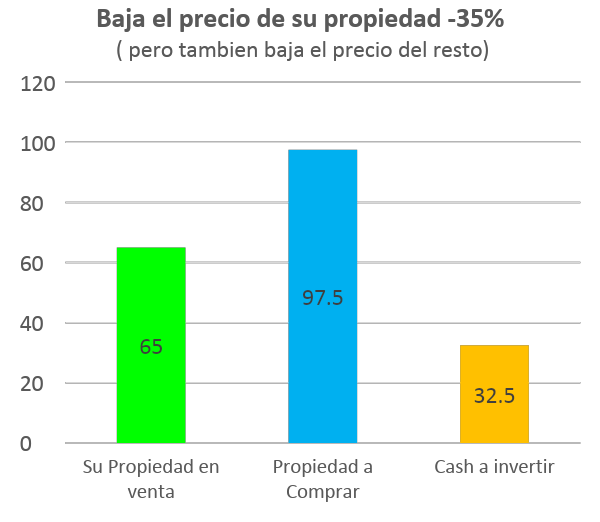 Baja el precio de su propiedad -35%
( pero tambien baja el precio del resto)
120
100
80
60
40
20
0
65
97.5
32.5
Su Propiedad en
venta
Propiedad a
Comprar
Cash a invertir